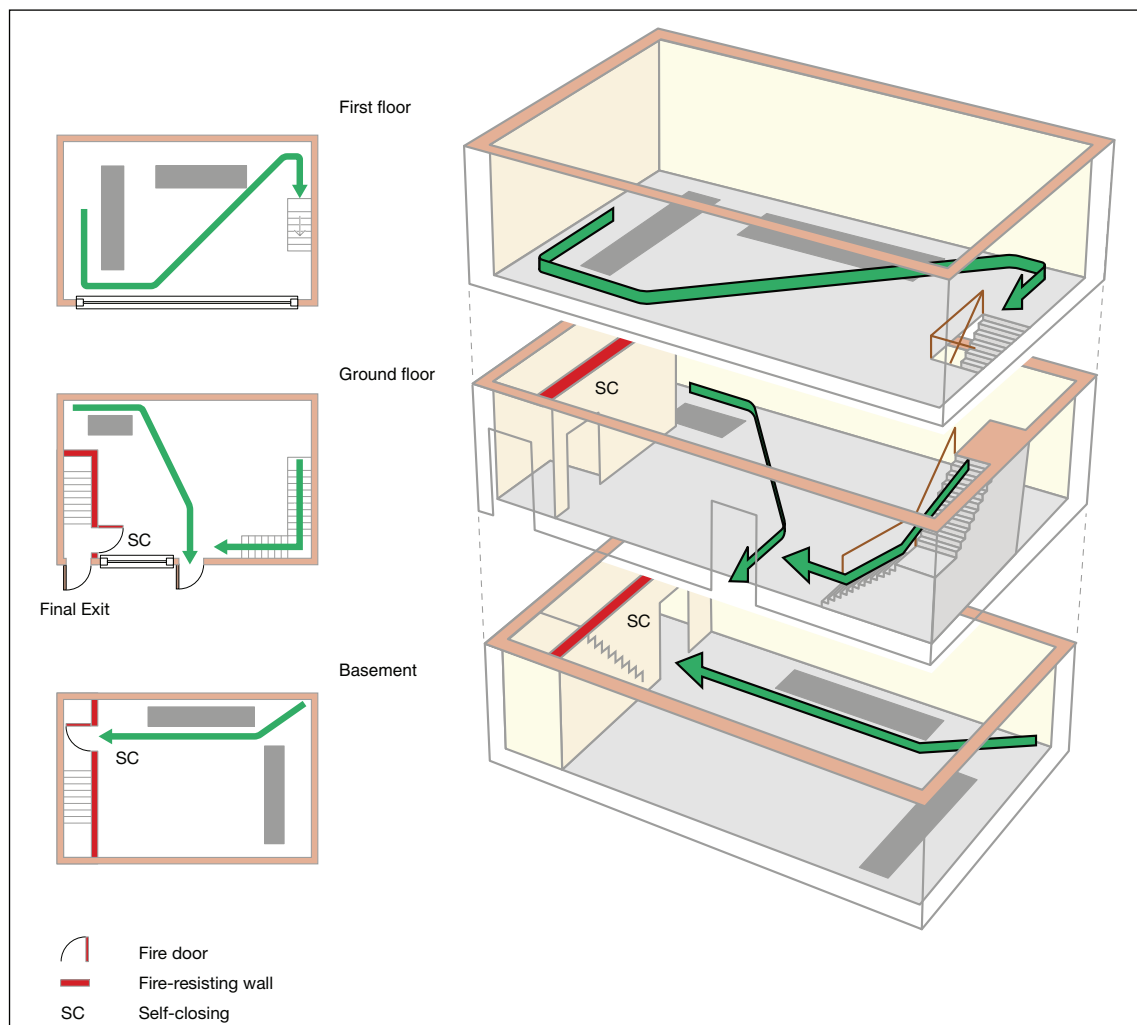 First floor
Ground floor
SC
SC
Final Exit
Basement
SC
SC
Fire door
Fire-resisting wall
SC Self-closing